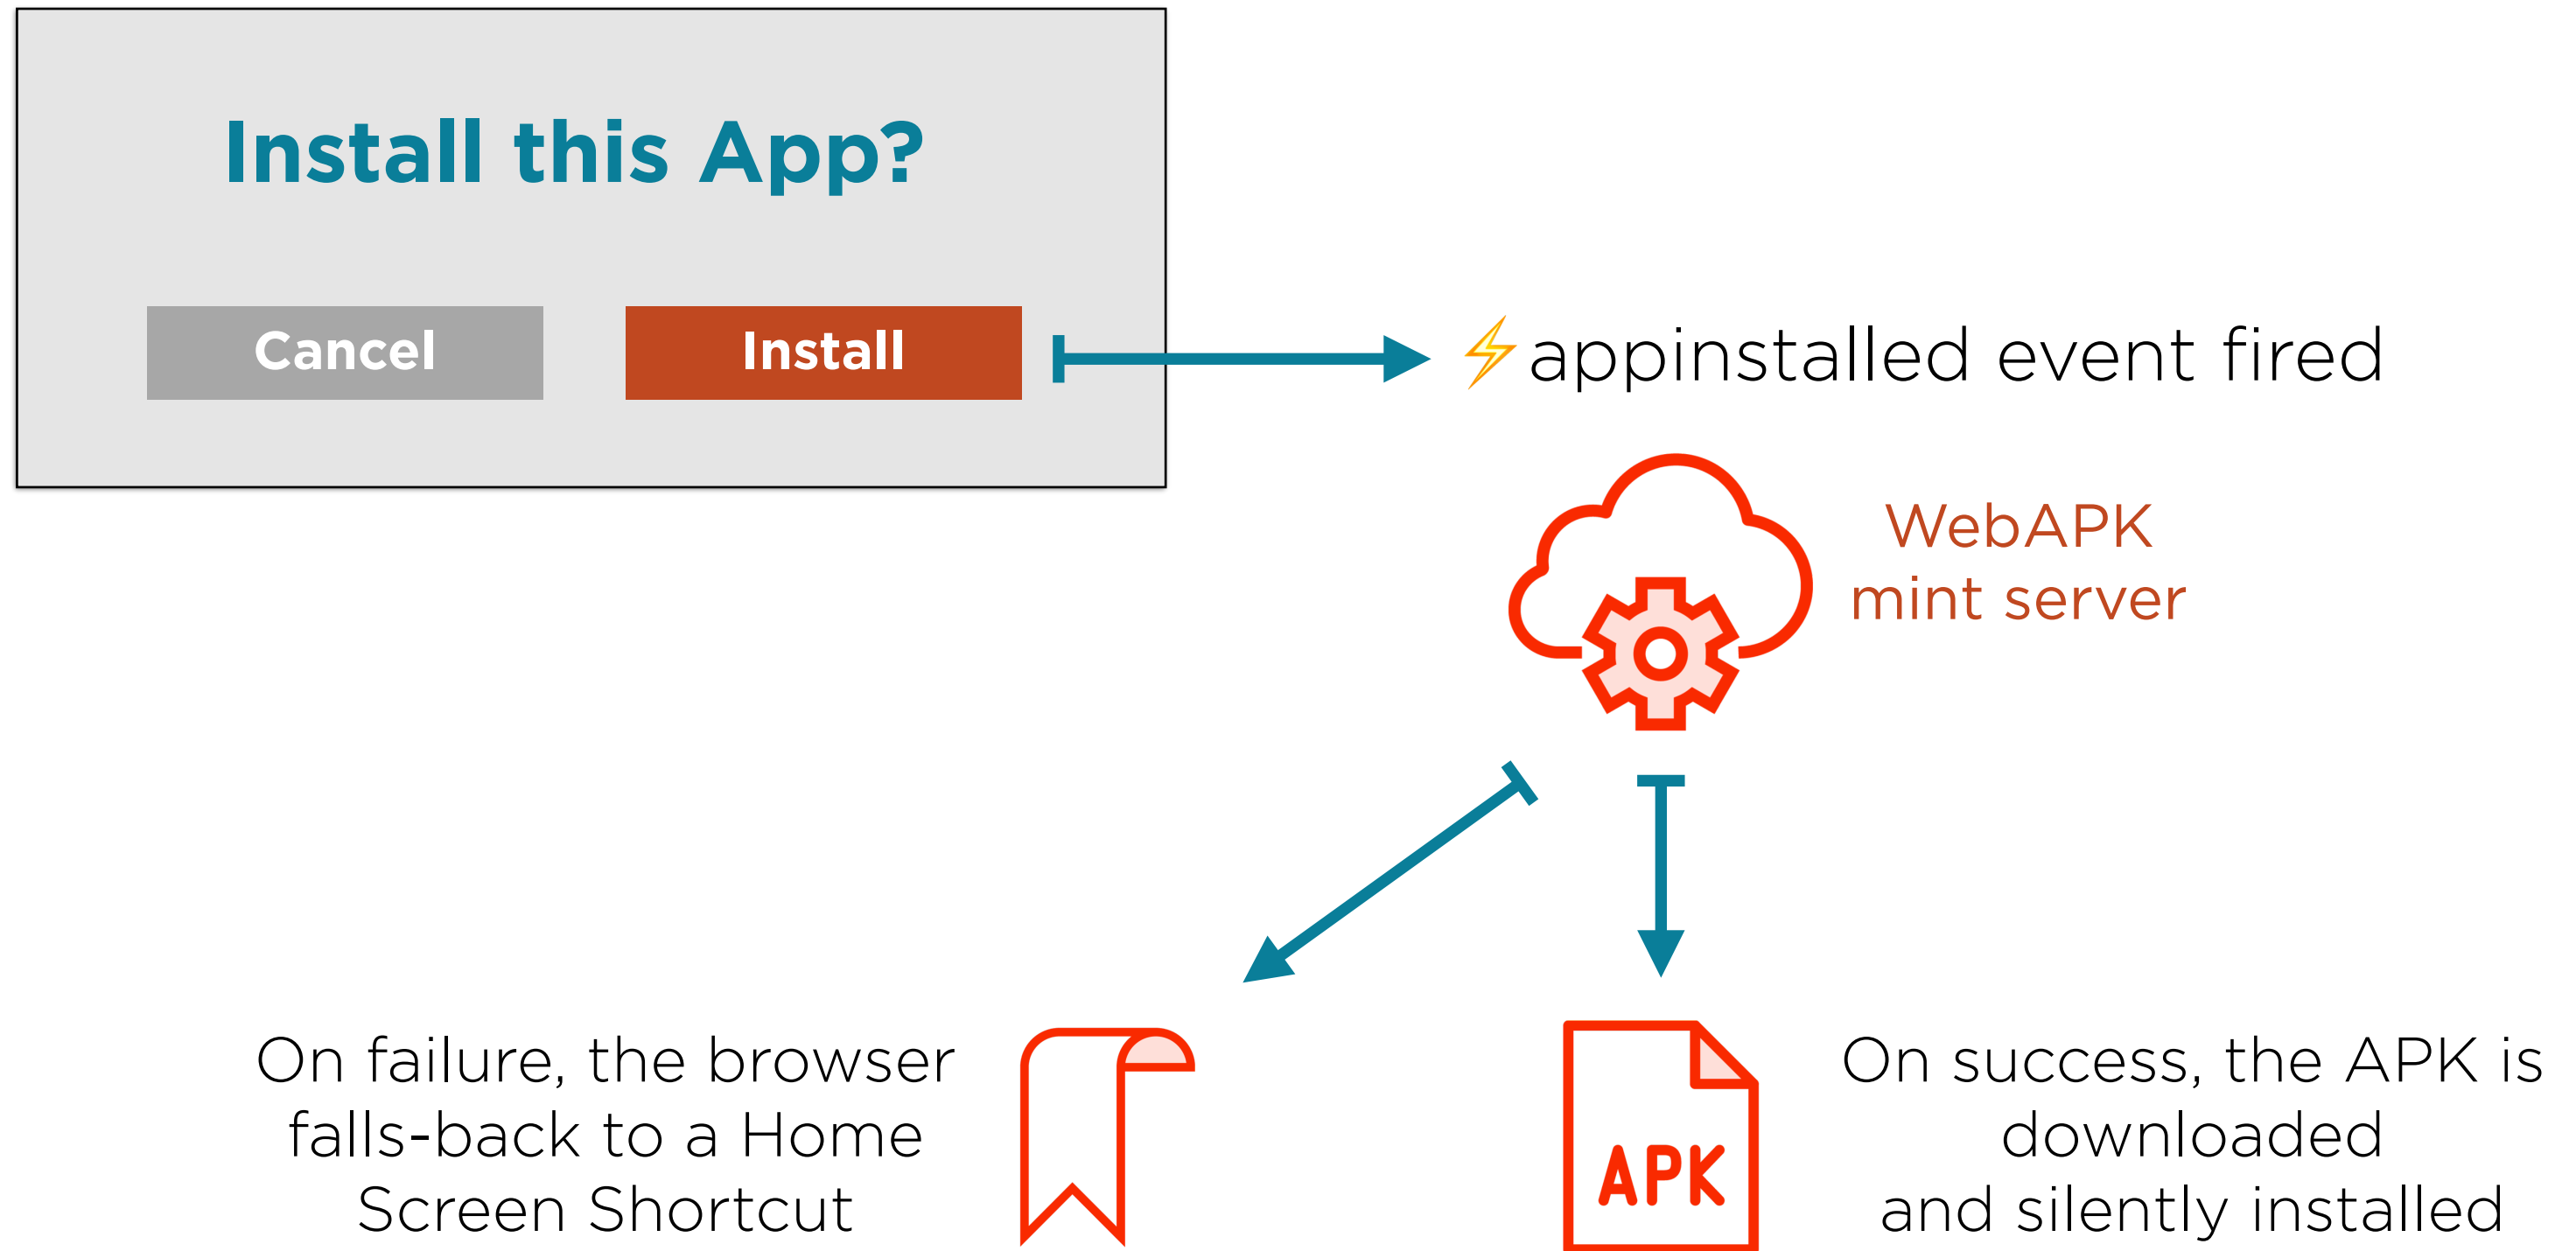 Install this App?
Cancel
Install
⚡appinstalled event fired
WebAPK
mint server
On failure, the browser
falls-back to a Home
Screen Shortcut
APK
On success, the APK is
downloaded
and silently installed